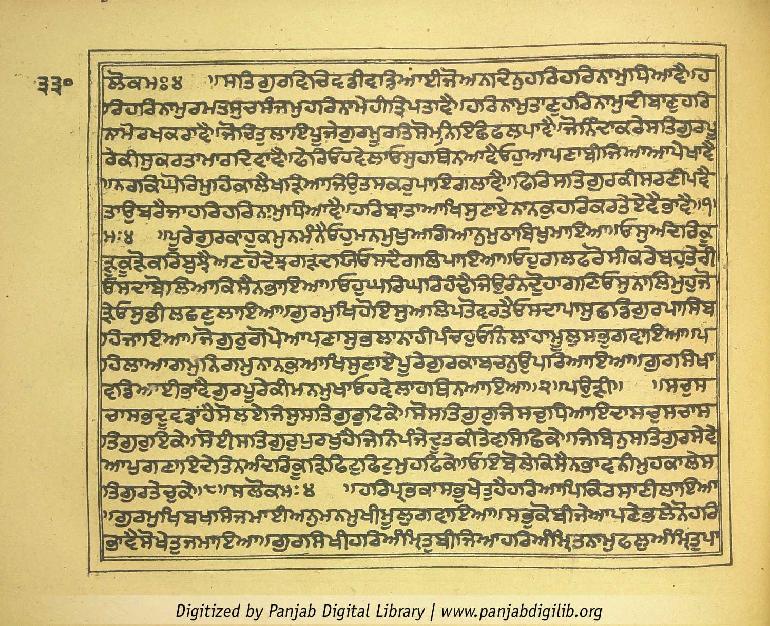 ਲੋਕ ਮਃ ੪ ॥ ਸਤਿਗੁਰ ਵਿਚਿ ਵਡੀ ਵਡਿਆਈ ਜੋ ਅਨਦਿਨੁ ਹਰਿ ਹਰਿ ਨਾਮੁ ਧਿਆਵੈ ॥ ਹ ੩੩੦
ਰਿ ਹਰਿ ਨਾਮੁ ਰਮਤ ਸੁਚ ਸੰਜਮੁ ਹਰਿ ਨਾਮੇ ਹੀ ਤ੍ਰਿਪਤਾਵੈ ॥ ਹਰਿ ਨਾਮੁ ਤਾਣੁ ਹਰਿ ਨਾਮੁ ਦੀਬਾਣੁ ਹਰਿ
ਨਾਮੋ ਰਖ ਕਰਾਵੈ ॥ ਜੋ ਚਿਤੁ ਲਾਇ ਪੂਜੇ ਗੁਰ ਮੂਰਤਿ ਸੋ ਮਨਿ ਇਛੇ ਫਲ ਪਾਵੈ ॥ ਜੋ ਨਿੰਦਾ ਕਰੇ ਸਤਿਗੁਰ ਪੂ
ਰੇ ਕੀ ਤਿਸੁ ਕਰਤਾ ਮਾਰ ਦਿਵਾਵੈ ॥ ਫੇਰਿ ਓਹ ਵੇਲਾ ਓਸੁ ਹਥਿ ਨ ਆਵੈ ਓਹੁ ਆਪਣਾ ਬੀਜਿਆ ਆਪੇ ਖਾਵੈ
॥ ਨਰਕਿ ਘੋਰਿ ਮੁਹਿ ਕਾਲੈ ਖੜਿਆ ਜਿਉ ਤਸਕਰੁ ਪਾਇ ਗਲਾਵੈ ॥ ਫਿਰਿ ਸਤਿਗੁਰ ਕੀ ਸਰਣੀ ਪਵੈ
ਤਾ ਉਬਰੈ ਜਾ ਹਰਿ ਹਰਿ ਨਾਮੁ ਧਿਆਵੈ ॥ ਹਰਿ ਬਾਤਾ ਆਖਿ ਸੁਣਾਏ ਨਾਨਕੁ ਹਰਿ ਕਰਤੇ ਏਵੈ ਭਾਵੈ ॥੧॥
ਮਃ ੪ ॥ ਪੂਰੇ ਗੁਰ ਕਾ ਹੁਕਮੁ ਨ ਮੰਨੈ ਓਹੁ ਮਨਮੁਖੁ ਅਗਿਆਨੁ ਮੁਠਾ ਬਿਖੁ ਮਾਇਆ ॥ ਓਸੁ ਅੰਦਰਿ ਕੂ
ੜੁ ਕੂੜੋ ਕਰਿ ਬੁਝੈ ਅਣਹੋਦੇ ਝਗੜੇ ਦਯਿ ਓਸ ਦੈ ਗਲਿ ਪਾਇਆ ॥ ਓਹੁ ਗਲ ਫਰੋਸੀ ਕਰੇ ਬਹੁਤੇਰੀ
ਓਸ ਦਾ ਬੋਲਿਆ ਕਿਸੈ ਨ ਭਾਇਆ ॥ ਓਹੁ ਘਰਿ ਘਰਿ ਹੰਢੈ ਜਿਉ ਰੰਨ ਦੋੁਹਾਗਣਿ ਓਸੁ ਨਾਲਿ ਮੁਹੁ ਜੋ
ੜੇ ਓਸੁ ਭੀ ਲਛਣੁ ਲਾਇਆ ॥ ਗੁਰਮੁਖਿ ਹੋਇ ਸੁ ਅਲਿਪਤੋ ਵਰਤੈ ਓਸ ਦਾ ਪਾਸੁ ਛਡਿ ਗੁਰ ਪਾਸਿ ਬ
ਹਿ ਜਾਇਆ ॥ ਜੋ ਗੁਰੁ ਗੋਪੇ ਆਪਣਾ ਸੁ ਭਲਾ ਨਾਹੀ ਪੰਚਹੁ ਓਨਿ ਲਾਹਾ ਮੂਲੁ ਸਭੁ ਗਵਾਇਆ ॥ ਪ
ਹਿਲਾ ਆਗਮੁ ਨਿਗਮੁ ਨਾਨਕੁ ਆਖਿ ਸੁਣਾਏ ਪੂਰੇ ਗੁਰ ਕਾ ਬਚਨੁ ਉਪਰਿ ਆਇਆ ॥ ਗੁਰਸਿਖਾ
ਵਡਿਆਈ ਭਾਵੈ ਗੁਰ ਪੂਰੇ ਕੀ ਮਨਮੁਖਾ ਓਹ ਵੇਲਾ ਹਥਿ ਨ ਆਇਆ ॥੨॥ ਪਉੜੀ ॥ ਸਚੁ ਸ
ਚਾ ਸਭ ਦੂ ਵਡਾ ਹੈ ਸੋ ਲਏ ਜਿਸੁ ਸਤਿਗੁਰੁ ਟਿਕੇ ॥ ਸੋ ਸਤਿਗੁਰੁ ਜਿ ਸਚੁ ਧਿਆਇਦਾ ਸਚੁ ਸਚਾ ਸ
ਤਿਗੁਰੁ ਇਕੇ ॥ ਸੋਈ ਸਤਿਗੁਰੁ ਪੁਰਖੁ ਹੈ ਜਿਨਿ ਪੰਜੇ ਦੂਤ ਕੀਤੇ ਵਸਿ ਛਿਕੇ ॥ ਜਿ ਬਿਨੁ ਸਤਿਗੁਰ ਸੇਵੇ
ਆਪੁ ਗਣਾਇਦੇ ਤਿਨ ਅੰਦਰਿ ਕੂੜੁ ਫਿਟੁ ਫਿਟੁ ਮੁਹ ਫਿਕੇ ॥ ਓਇ ਬੋਲੇ ਕਿਸੈ ਨ ਭਾਵਨੀ ਮੁਹ ਕਾਲੇ ਸ
ਤਿਗੁਰ ਤੇ ਚੁਕੇ ॥੮॥ ਸਲੋਕ ਮਃ ੪ ॥ ਹਰਿ ਪ੍ਰਭ ਕਾ ਸਭੁ ਖੇਤੁ ਹੈ ਹਰਿ ਆਪਿ ਕਿਰਸਾਣੀ ਲਾਇਆ
॥ ਗੁਰਮੁਖਿ ਬਖਸਿ ਜਮਾਈਅਨੁ ਮਨਮੁਖੀ ਮੂਲੁ ਗਵਾਇਆ ॥ ਸਭੁ ਕੋ ਬੀਜੇ ਆਪਣੇ ਭਲੇ ਨੋ ਹਰਿ
ਭਾਵੈ ਸੋ ਖੇਤੁ ਜਮਾਇਆ ॥ ਗੁਰਸਿਖੀ ਹਰਿ ਅੰਮ੍ਰਿਤੁ ਬੀਜਿਆ ਹਰਿ ਅੰਮ੍ਰਿਤ ਨਾਮੁ ਫਲੁ ਅੰਮ੍ਰਿਤੁ ਪਾ
Digitized by Panjab Digital Library | www.panjabdigilib.org